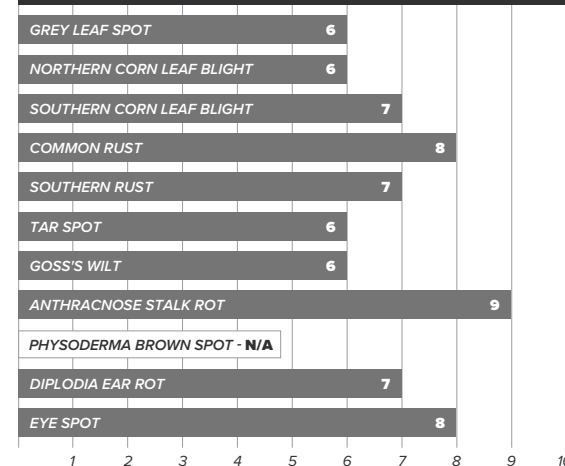 GREY LEAF SPOT 6
NORTHERN CORN LEAF BLIGHT 6
SOUTHERN CORN LEAF BLIGHT 7
COMMON RUST 8
SOUTHERN RUST 7
TAR SPOT 6
GOSS'S WILT 6
ANTHRACNOSE STALK ROT 9
PHYSODERMA BROWN SPOT - N/A
DIPLODIA EAR ROT 7
EYE SPOT 8
1 2 3 4 5 6 7 8 9 10